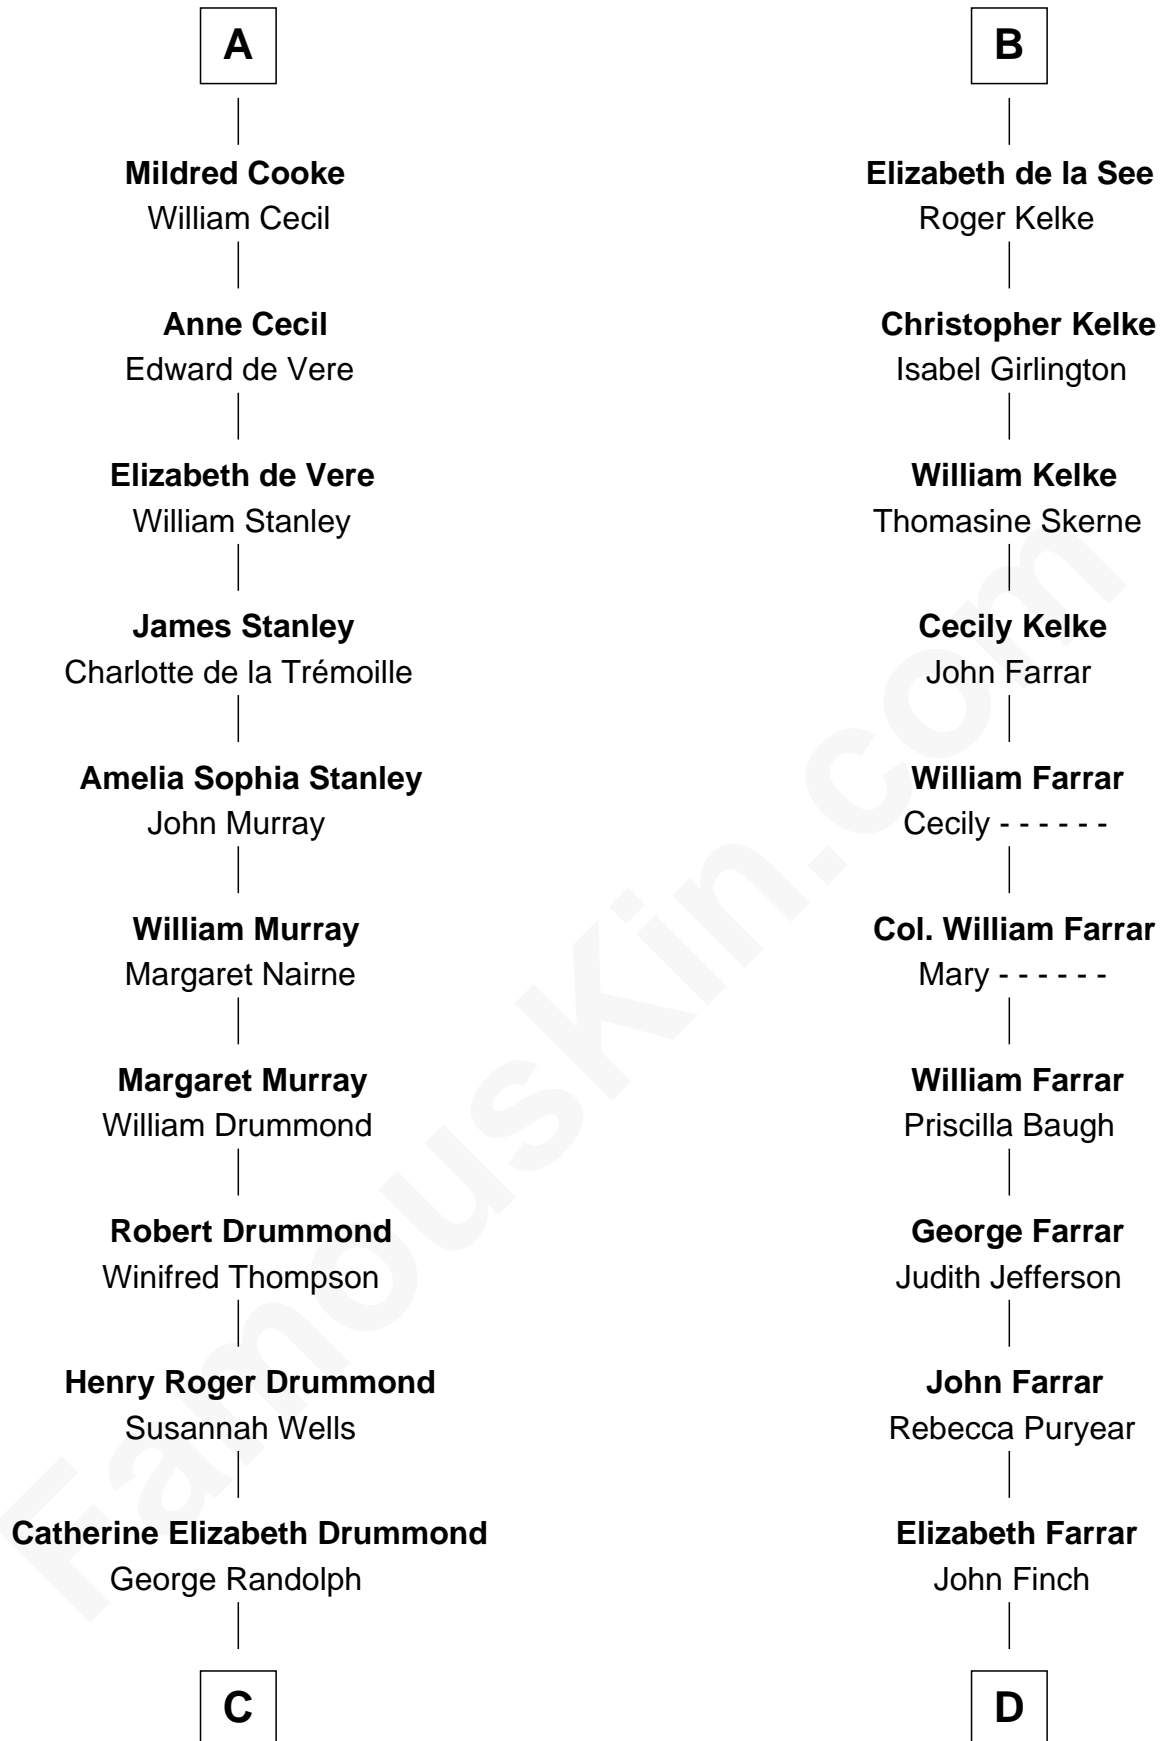 A
Mildred Cooke
William Cecil
Anne Cecil
Edward de Vere
Elizabeth de Vere
William Stanley
James Stanley
Charlotte de la Trémoille
Amelia Sophia Stanley
John Murray
William Murray
Margaret Nairne
Margaret Murray
William Drummond
Robert Drummond
Winifred Thompson
Henry Roger Drummond
Susannah Wells
Catherine Elizabeth Drummond
George Randolph
C
B
Elizabeth de la See
Roger Kelke
Christopher Kelke
Isabel Girlington
William Kelke
Thomasine Skerne
Cecily Kelke
John Farrar
William Farrar
Cecily - - - - - -
Col. William Farrar
Mary - - - - - -
William Farrar
Priscilla Baugh
George Farrar
Judith Jefferson
John Farrar
Rebecca Puryear
Elizabeth Farrar
John Finch
D
FamousKin.com